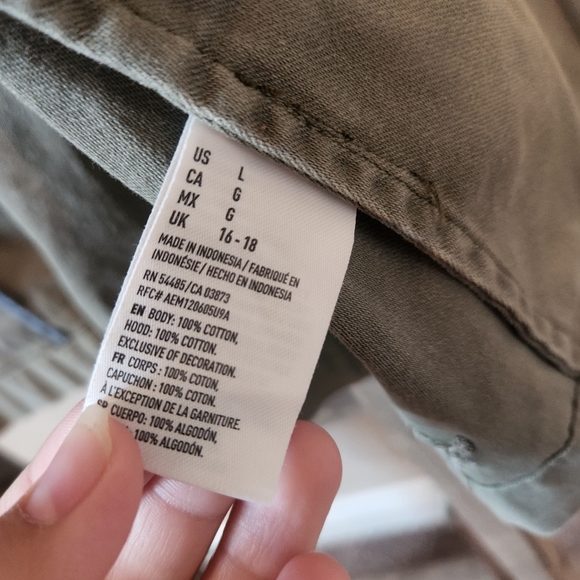 US L
CA G
MX G
UK 16 - 18
MADE IN INDONESIA / FABRIQUÉ EN
INDONÉSIE / HECHO EN INDONESIA
RN 54485 / CA 03873
RFC# AEM120605U9A
EN BODY: 100% COTTON,
HOOD: 100% COTTON.
EXCLUSIVE OF DECORATION.
FR CORPS : 100% COTON,
CAPUCHON : 100% COTON.
À L'EXCEPTION DE LA GARNITURE.
SP CUERPO: 100% ALGODÓN,
100% ALGODÓN.